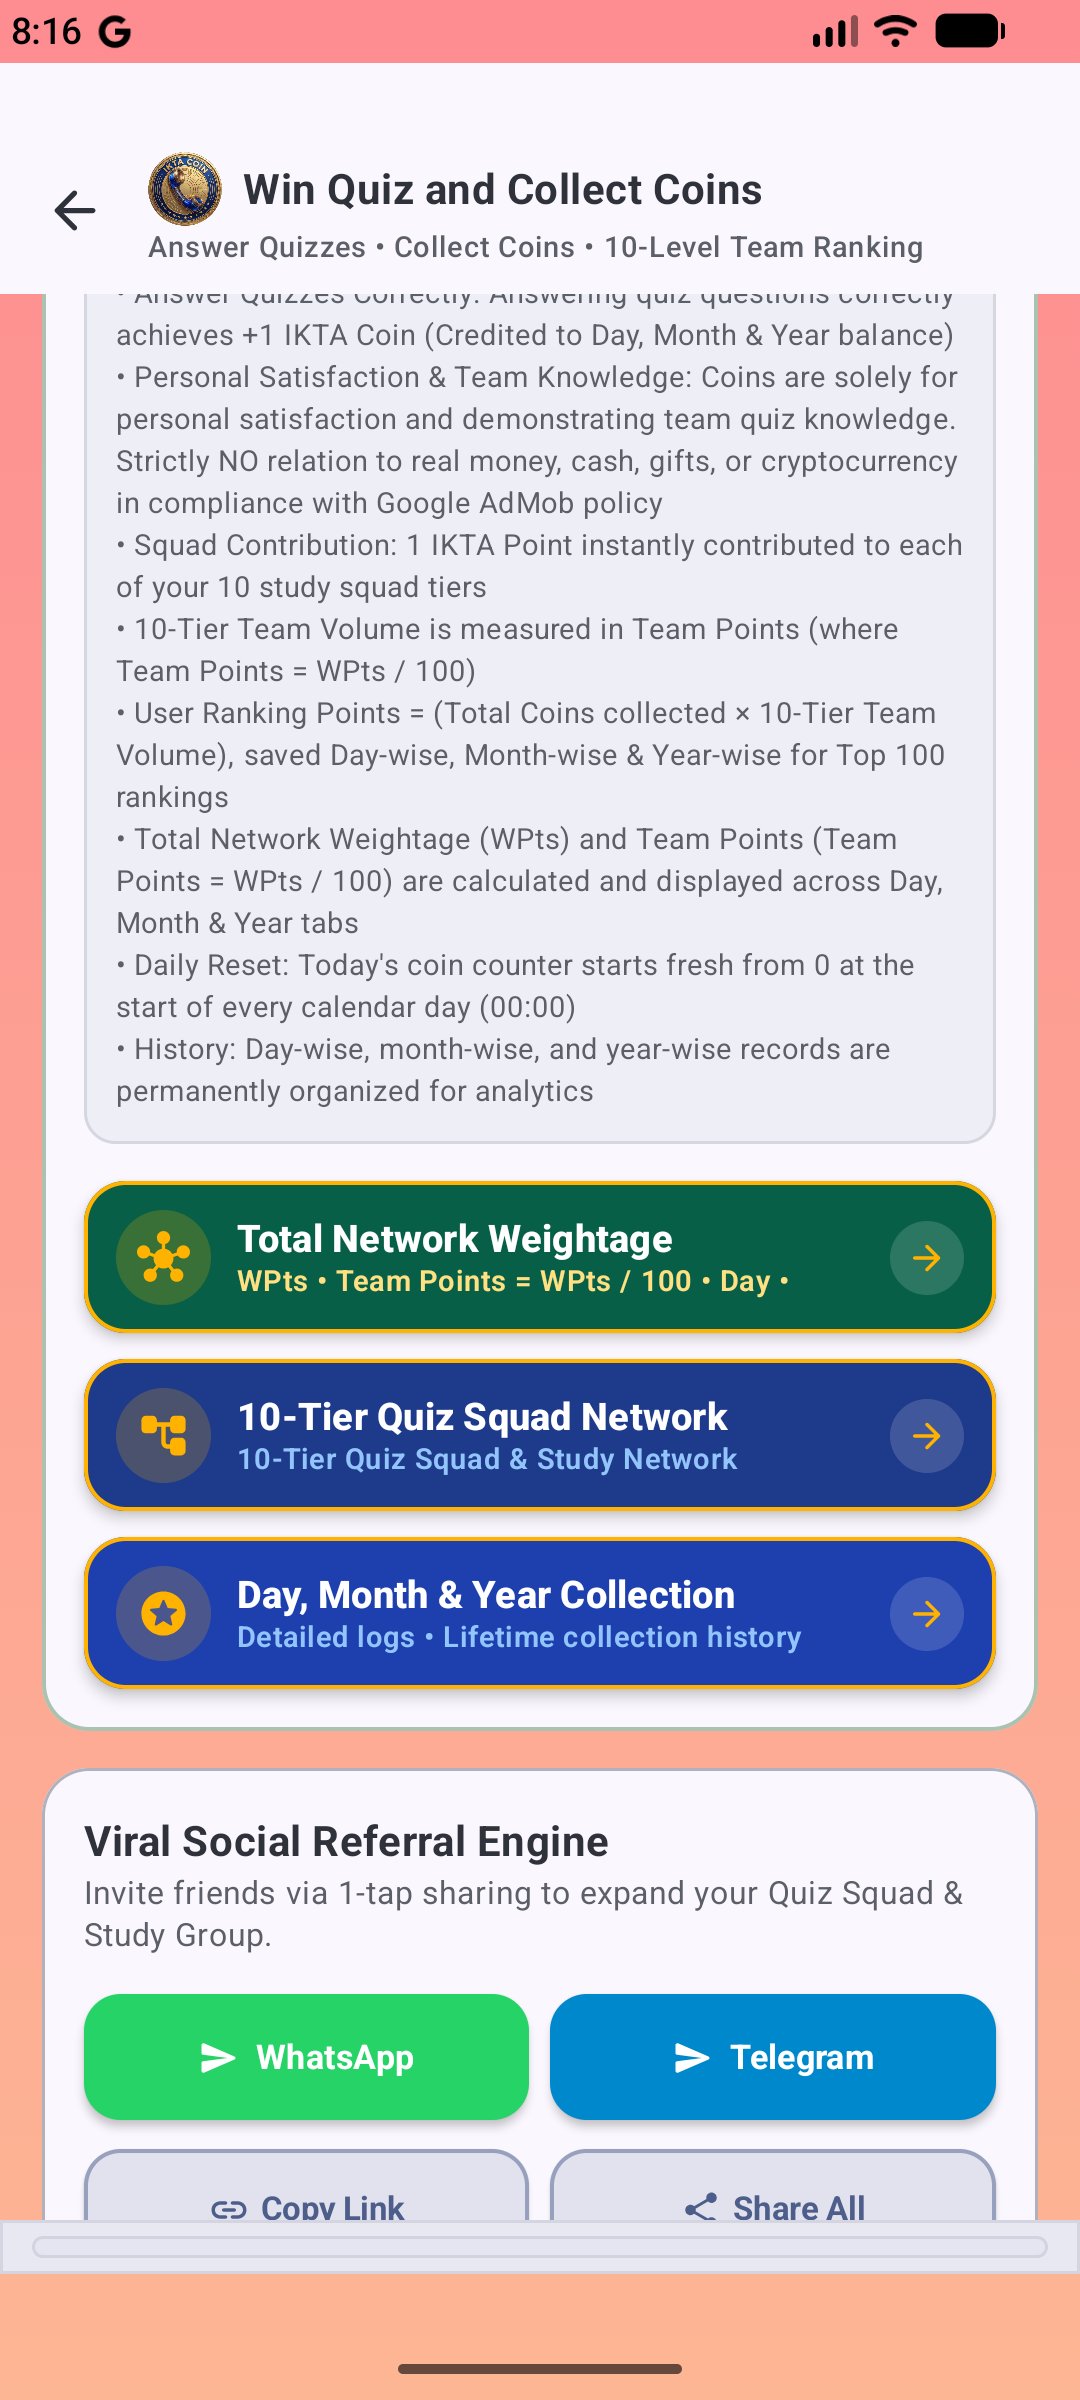 8:16
IKTA COIN
Win Quiz and Collect Coins
Answer Quizzes • Collect Coins • 10-Level Team Ranking
• Answer Quizzes Correctly: Answering quiz questions correctly
achieves +1 IKTA Coin (Credited to Day, Month & Year balance)
• Personal Satisfaction & Team Knowledge: Coins are solely for
personal satisfaction and demonstrating team quiz knowledge.
Strictly NO relation to real money, cash, gifts, or cryptocurrency
in compliance with Google AdMob policy
• Squad Contribution: 1 IKTA Point instantly contributed to each
of your 10 study squad tiers
• 10-Tier Team Volume is measured in Team Points (where
Team Points = WPts / 100)
• User Ranking Points = (Total Coins collected × 10-Tier Team
Volume), saved Day-wise, Month-wise & Year-wise for Top 100
rankings
• Total Network Weightage (WPts) and Team Points (Team
Points = WPts / 100) are calculated and displayed across Day,
Month & Year tabs
• Daily Reset: Today's coin counter starts fresh from 0 at the
start of every calendar day (00:00)
• History: Day-wise, month-wise, and year-wise records are
permanently organized for analytics
Total Network Weightage
WPts • Team Points = WPts / 100 • Day •
10-Tier Quiz Squad Network
10-Tier Quiz Squad & Study Network
Day, Month & Year Collection
Detailed logs • Lifetime collection history
Viral Social Referral Engine
Invite friends via 1-tap sharing to expand your Quiz Squad &
Study Group.
WhatsApp
Telegram
Copy Link
Share All